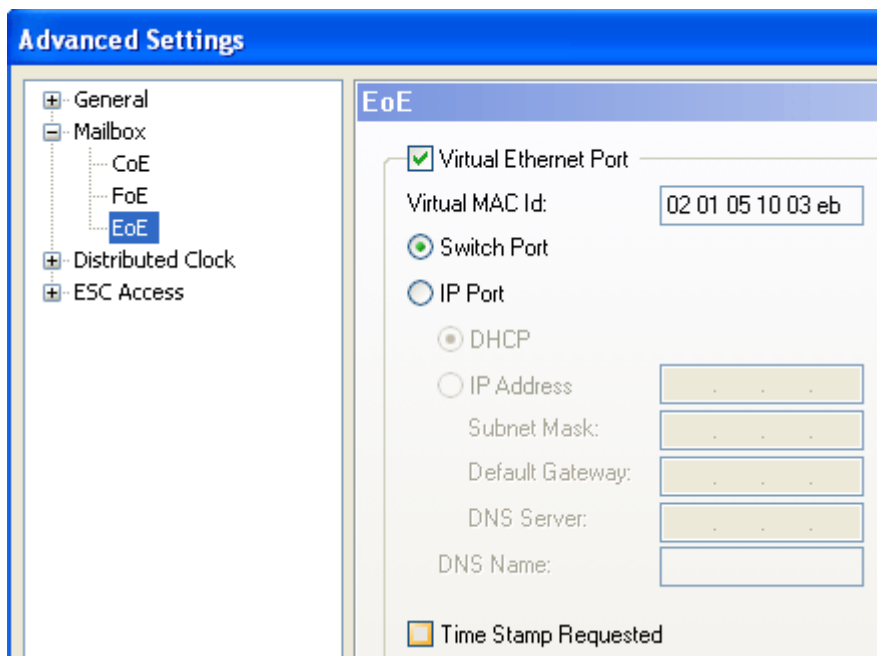 Advanced Settings
General
Mailbox
CoE
FoE
EoE
Distributed Clock
ESC Access
EoE
Virtual Ethernet Port
Virtual MAC Id: 02 01 05 10 03 eb
Switch Port
IP Port
DHCP
IP Address . . .
Subnet Mask: . . .
Default Gateway: . . .
DNS Server: . . .
DNS Name:
Time Stamp Requested